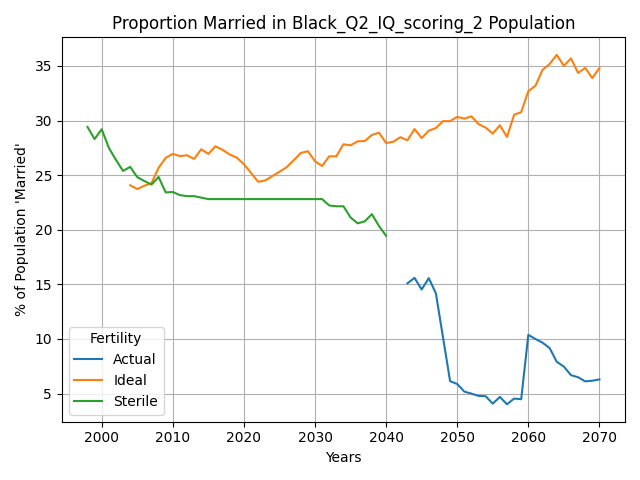 Proportion Married in Black_Q2_IQ_scoring_2 Population
% of Population 'Married'
35
30
25
20
15
10
5
Fertility
Actual
Ideal
Sterile
2000 2010 2020 2030 2040 2050 2060 2070
Years